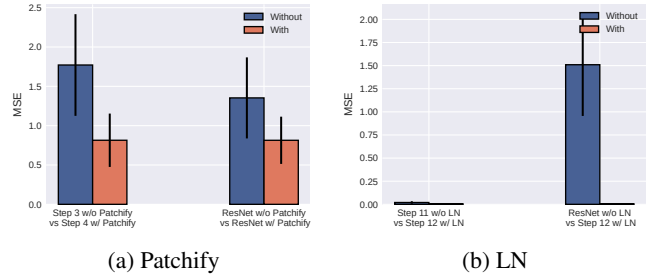 2.5
2.0
1.5
1.0
0.5
0.0
MSE
Without
With
Step 3 w/o Patchify
vs Step 4 w/ Patchify
ResNet w/o Patchify
vs ResNet w/ Patchify
(a) Patchify
2.00
1.75
1.50
1.25
1.00
0.75
0.50
0.25
0.00
MSE
Without
With
Step 11 w/o LN
vs Step 12 w/ LN
ResNet w/o LN
vs Step 12 w/ LN
(b) LN